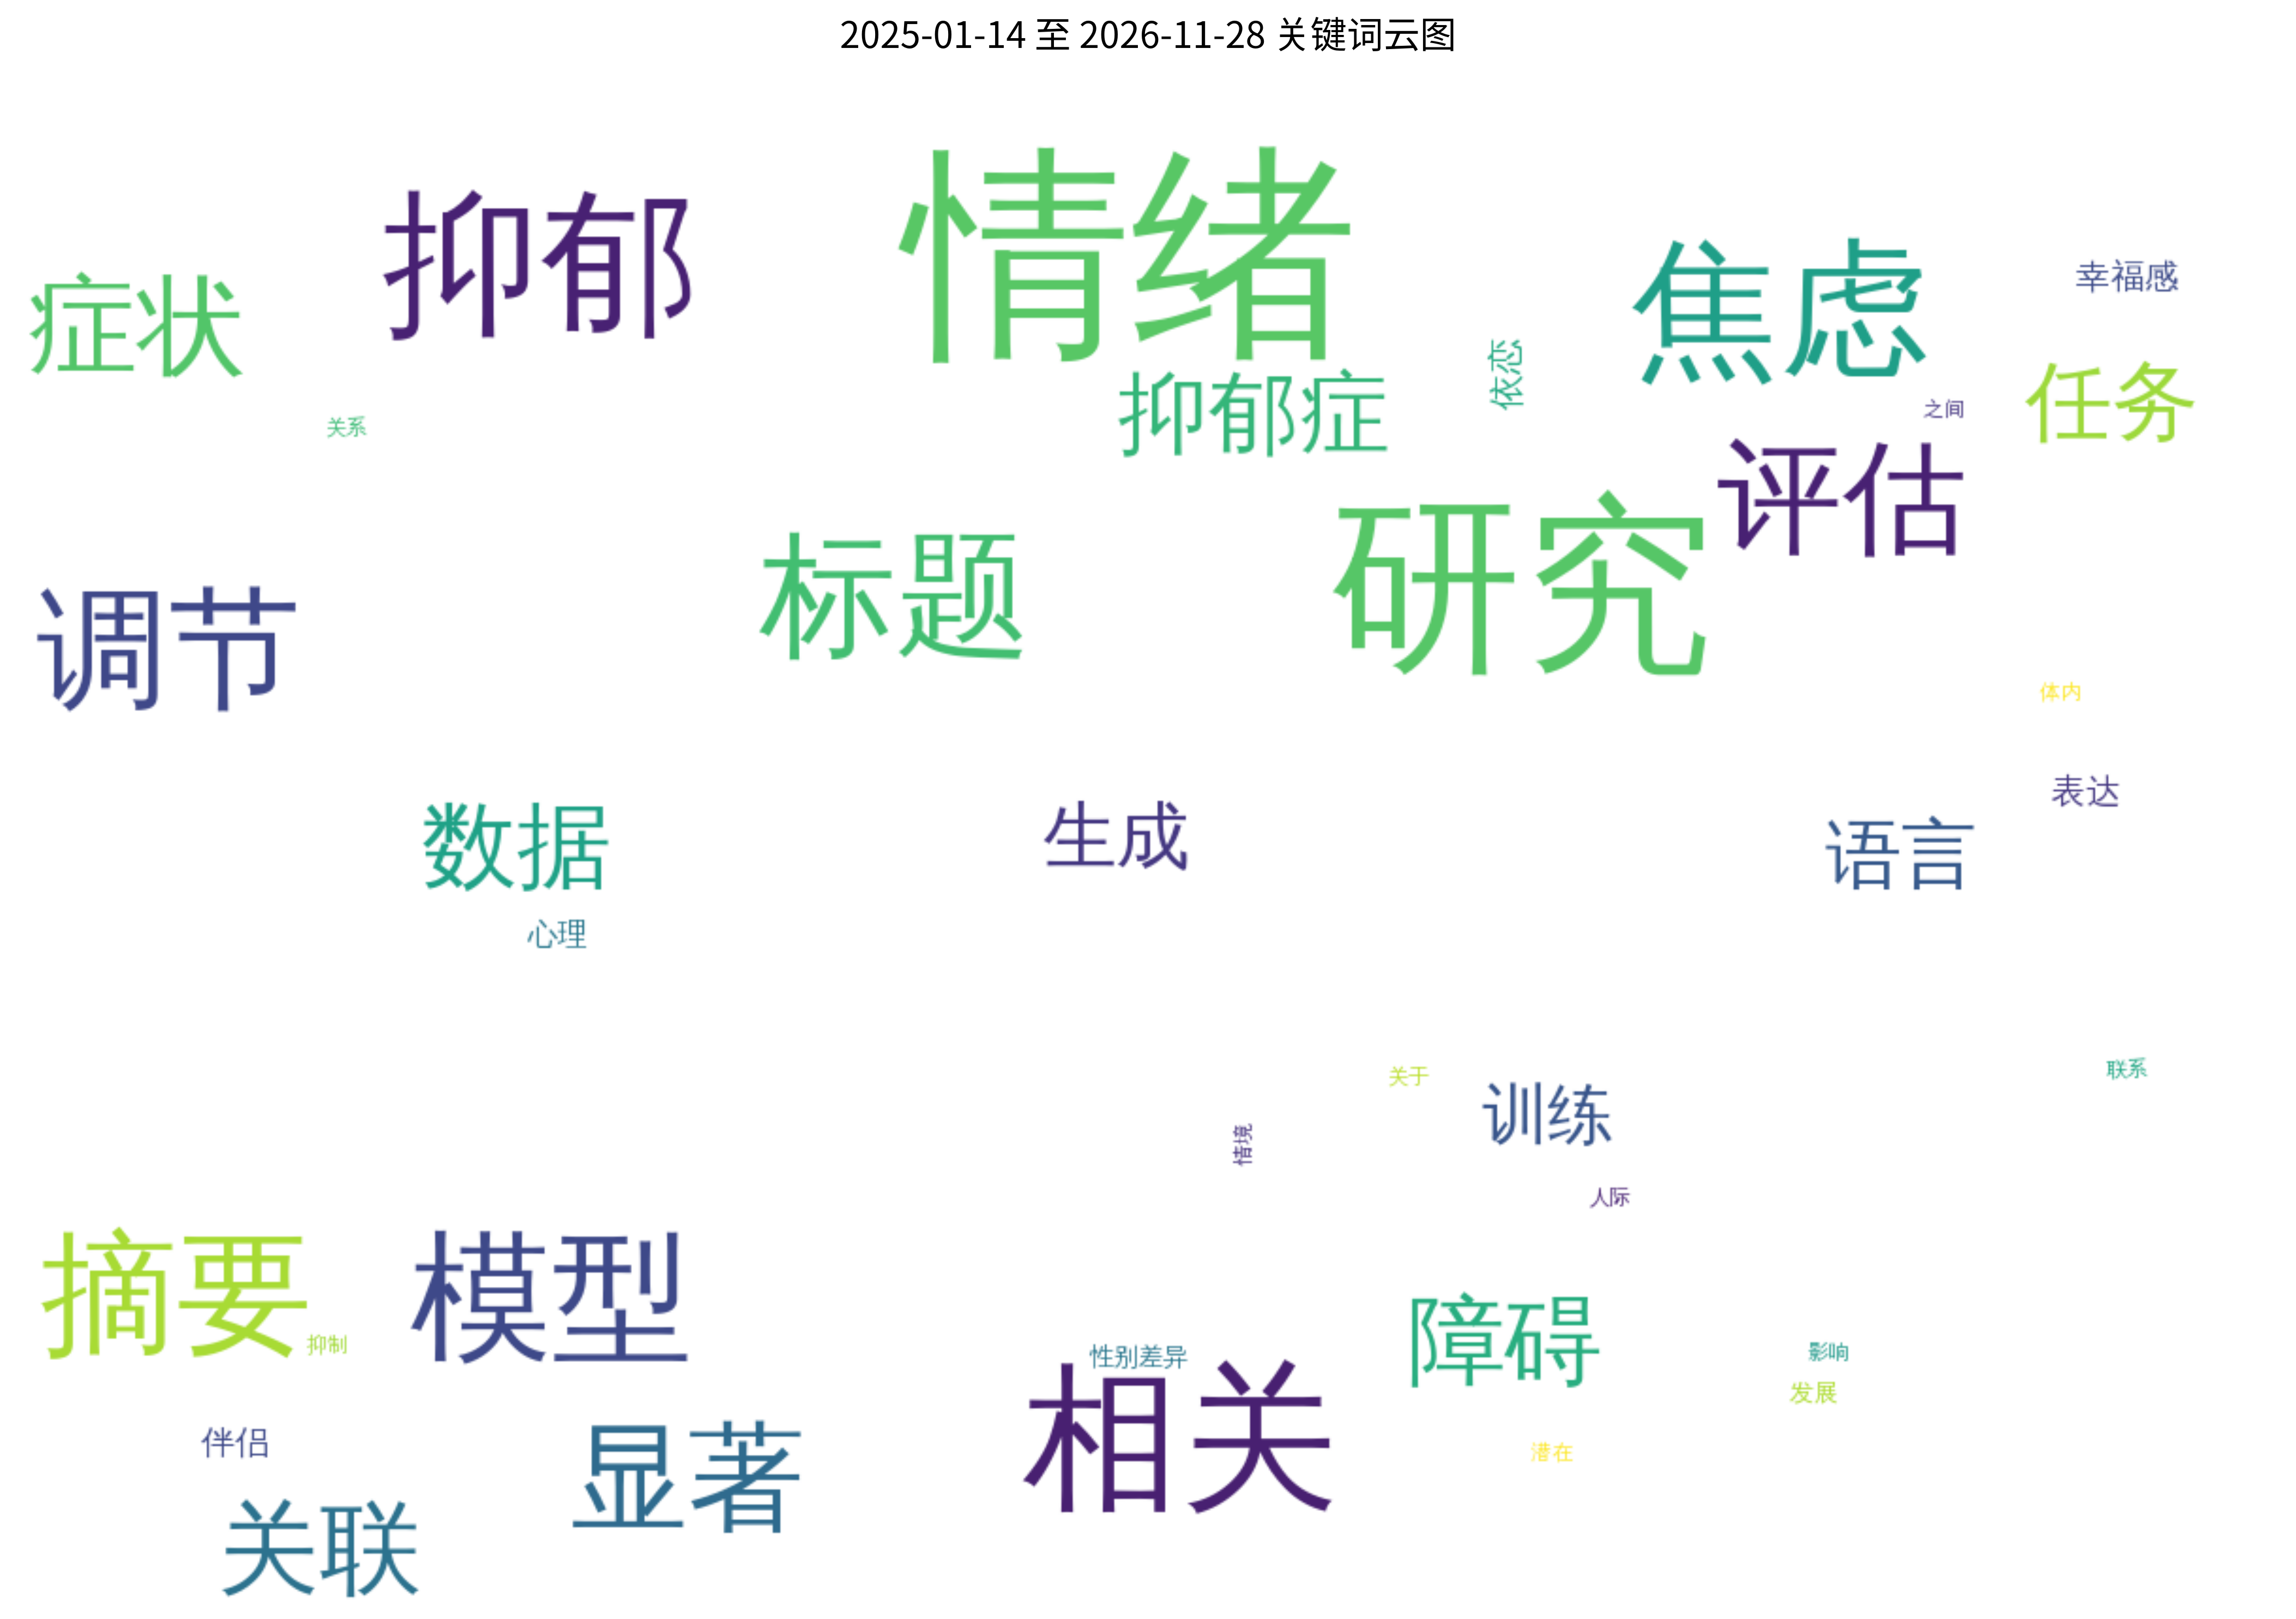 2025-01-14 至 2026-11-28 关键词云图
情绪
抑郁
焦虑
症状
幸福感
依恋
抑郁症
任务
之间
关系
评估
研究
标题
调节
体内
表达
数据
生成
语言
心理
联系
关于
训练
情境
人际
摘要
模型
抑制
障碍
性别差异
影响
相关
发展
伴侣
显著
潜在
关联